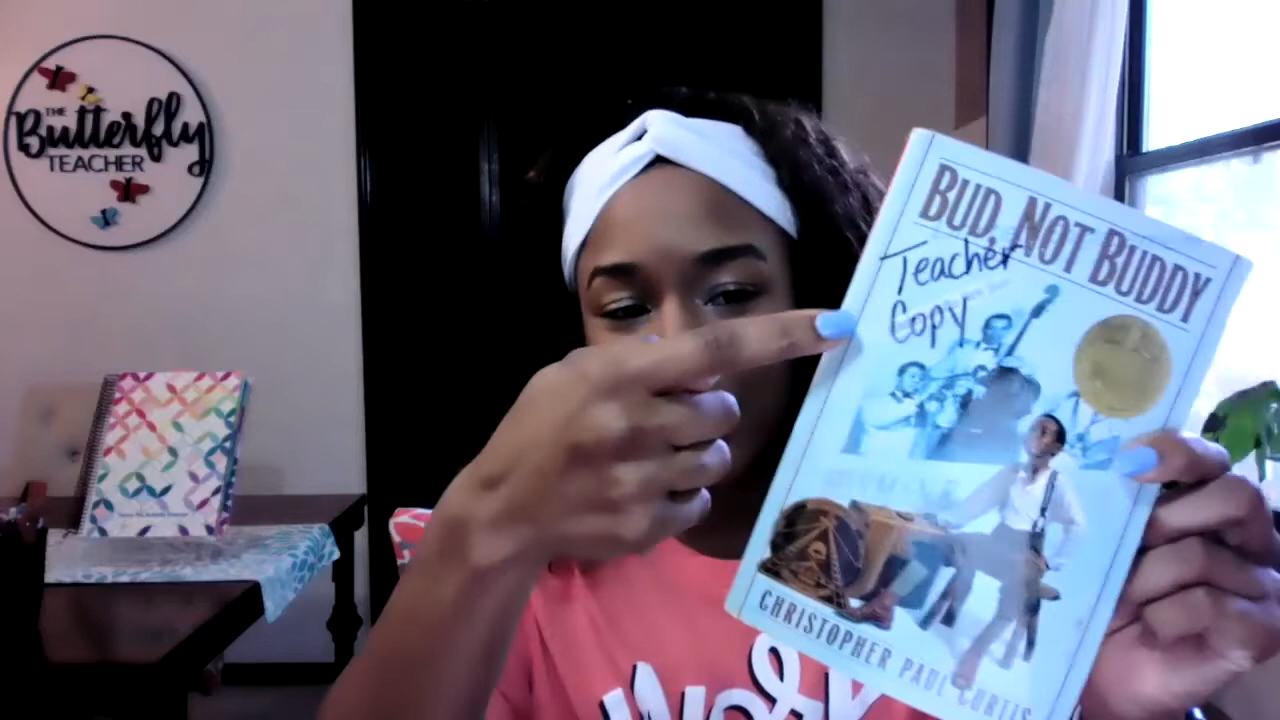 THE
Butterfly
TEACHER
BUD, NOT BUDDY
Teacher
Copy
CHRISTOPHER PAUL CURTIS